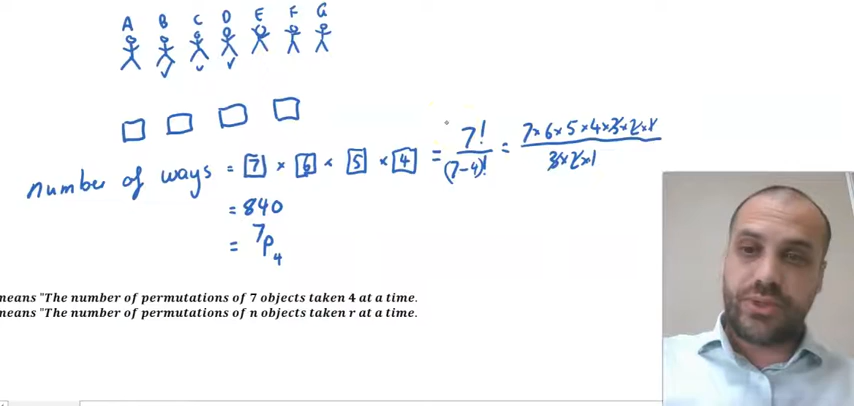 A B C D E F G
number of ways = 7 × 6 × 5 × 4 = 7! / (7-4)! = 7×6×5×4×3×2×1 / 3×2×1
= 840
= ⁷P₄
means "The number of permutations of 7 objects taken 4 at a time.
means "The number of permutations of n objects taken r at a time.